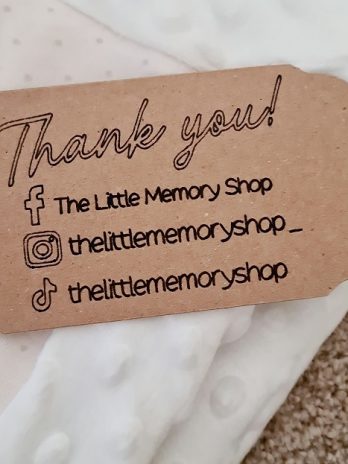 Thank you!
The Little Memory Shop
thelittlememoryshop_
thelittlememoryshop